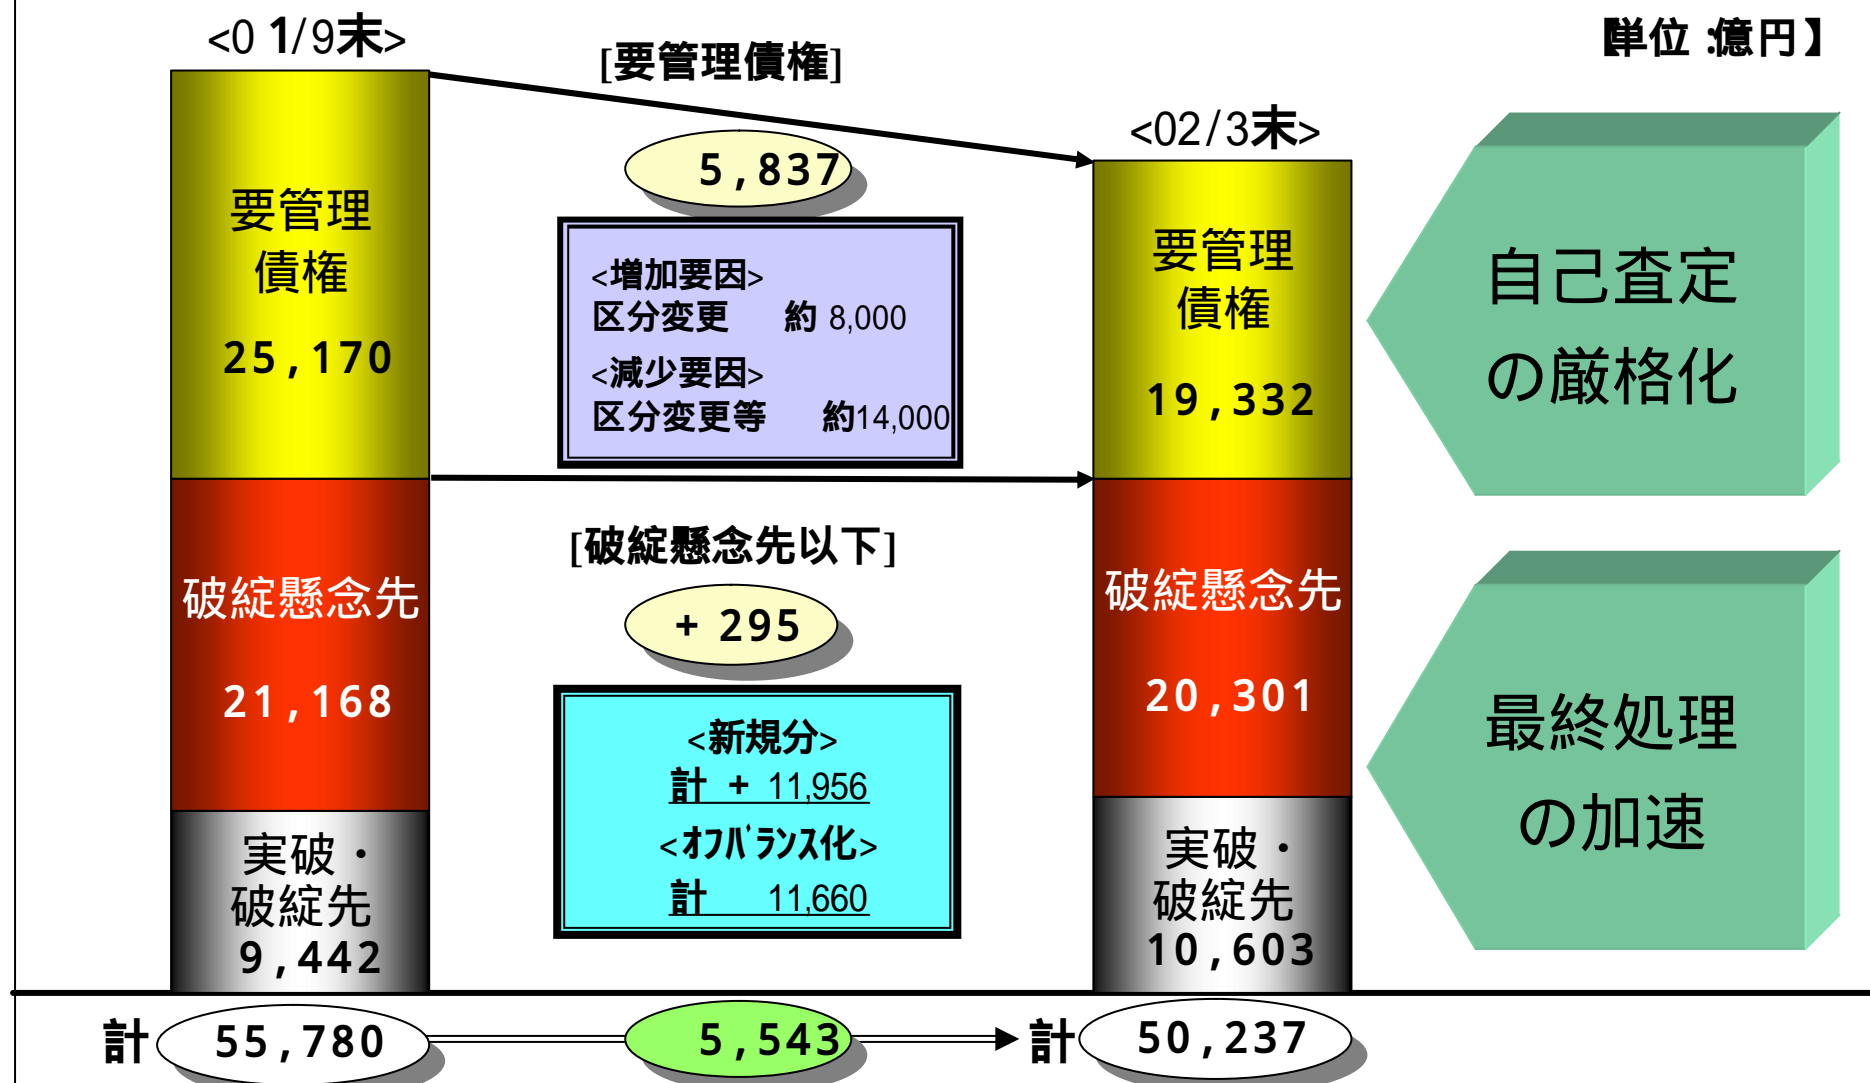 <01/9末>
[要管理債権]
【単位:億円】
<02/3末>
5,837
要管理
債権
25,170
<増加要因>
区分変更 約 8,000
<減少要因>
区分変更等 約14,000
要管理
債権
19,332
自己査定
の厳格化
[破綻懸念先以下]
+ 295
破綻懸念先
21,168
<新規分>
計 + 11,956
<ｵﾌﾊﾞﾗﾝｽ化>
計 11,660
破綻懸念先
20,301
最終処理
の加速
実破・
破綻先
9,442
実破・
破綻先
10,603
計 55,780
5,543
計 50,237